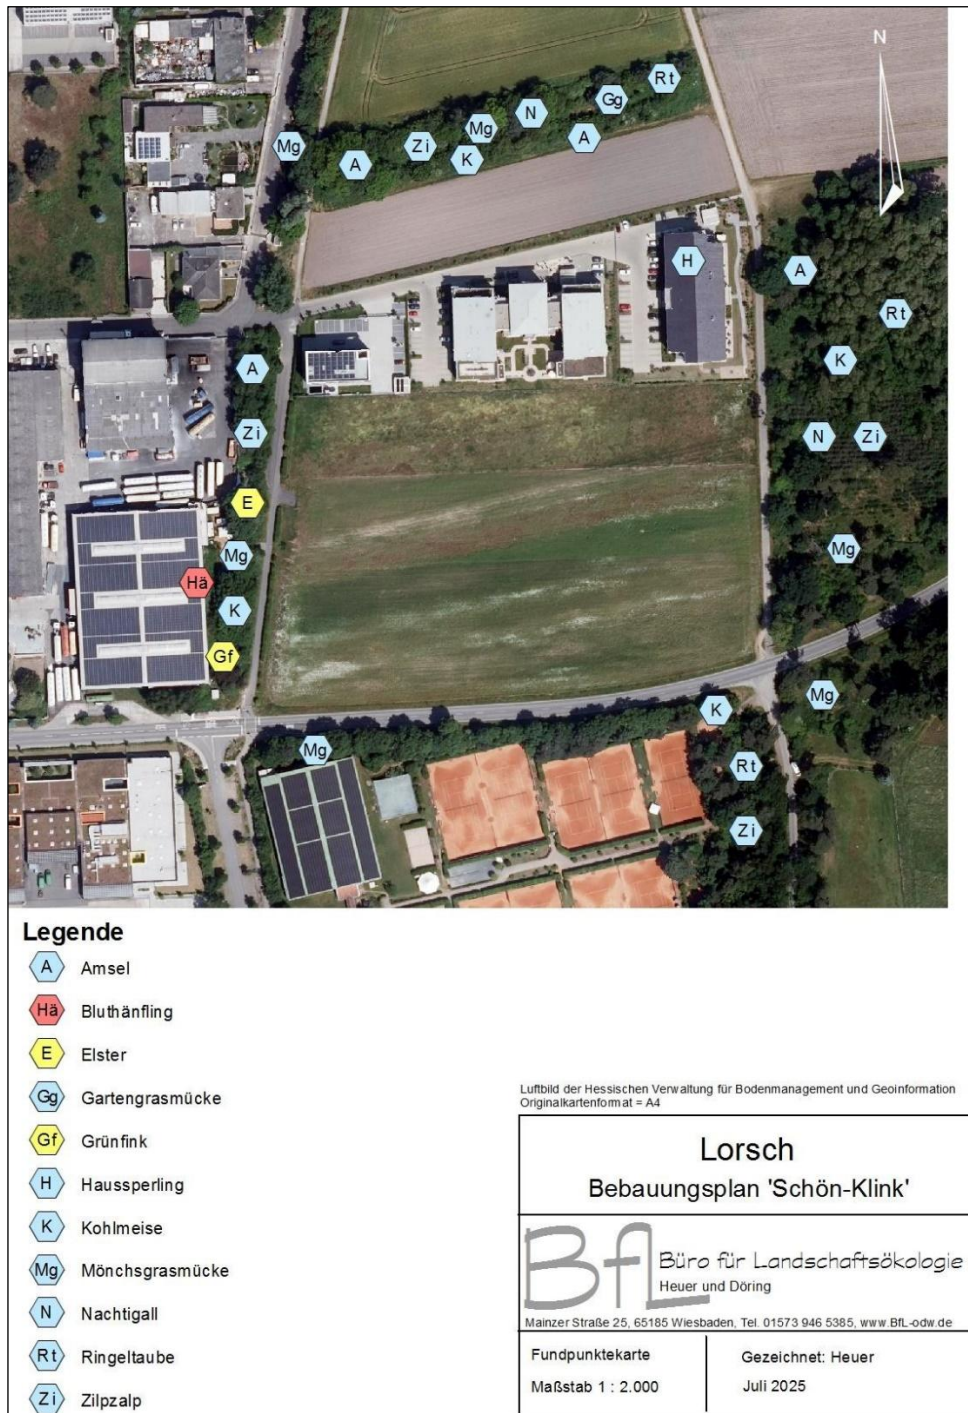 N
Rt
Gg
N
Mg
A
Zi
Mg
K
A
H
A
Rt
K
A
Zi
N
Zi
E
Mg
Mg
Hä
K
Gf
Mg
K
Mg
Rt
Zi
Legende
A Amsel
Hä Bluthänfling
E Elster
Gg Gartengrasmücke
Gf Grünfink
H Haussperling
K Kohlmeise
Mg Mönchsgrasmücke
N Nachtigall
Rt Ringeltaube
Zi Zilpzalp
Luftbild der Hessischen Verwaltung für Bodenmanagement und Geoinformation
Originalkartenformat = A4
Lorsch
Bebauungsplan 'Schön-Klink'
BfL Büro für Landschaftsökologie
Heuer und Döring
Mainzer Straße 25, 65185 Wiesbaden, Tel. 01573 946 5385, www.BfL-odw.de
Fundpunktekarte
Maßstab 1 : 2.000
Gezeichnet: Heuer
Juli 2025